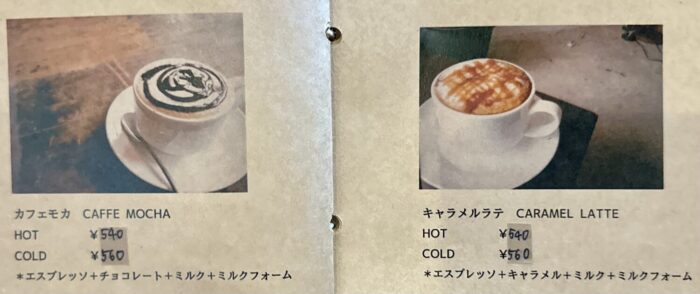 カフェモカ CAFFE MOCHA
HOT ¥540
COLD ¥560
*エスプレッソ+チョコレート+ミルク+ミルクフォーム
キャラメルラテ CARAMEL LATTE
HOT ¥540
COLD ¥560
*エスプレッソ+キャラメル+ミルク+ミルクフォーム